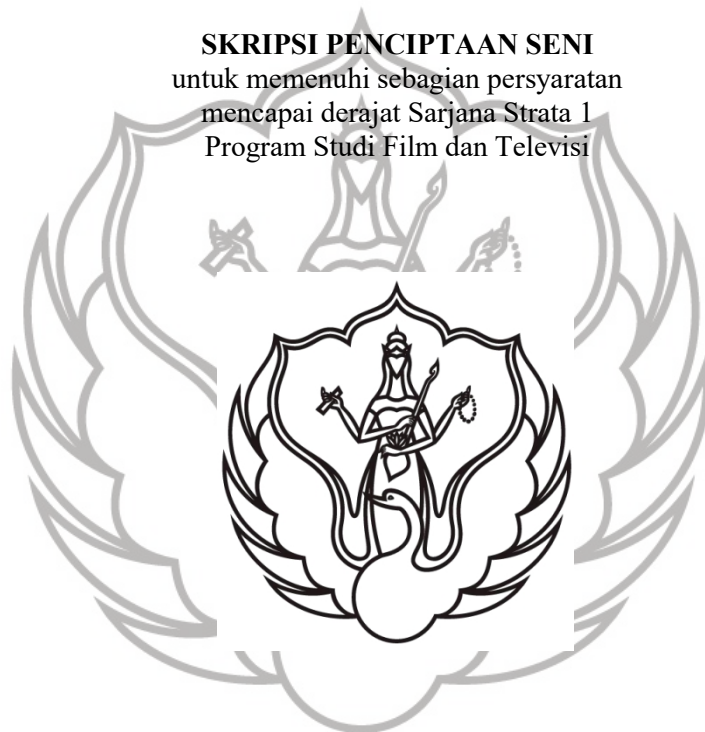 SKRIPSI PENCIPTAAN SENI
untuk memenuhi sebagian persyaratan
mencapai derajat Sarjana Strata 1
Program Studi Film dan Televisi